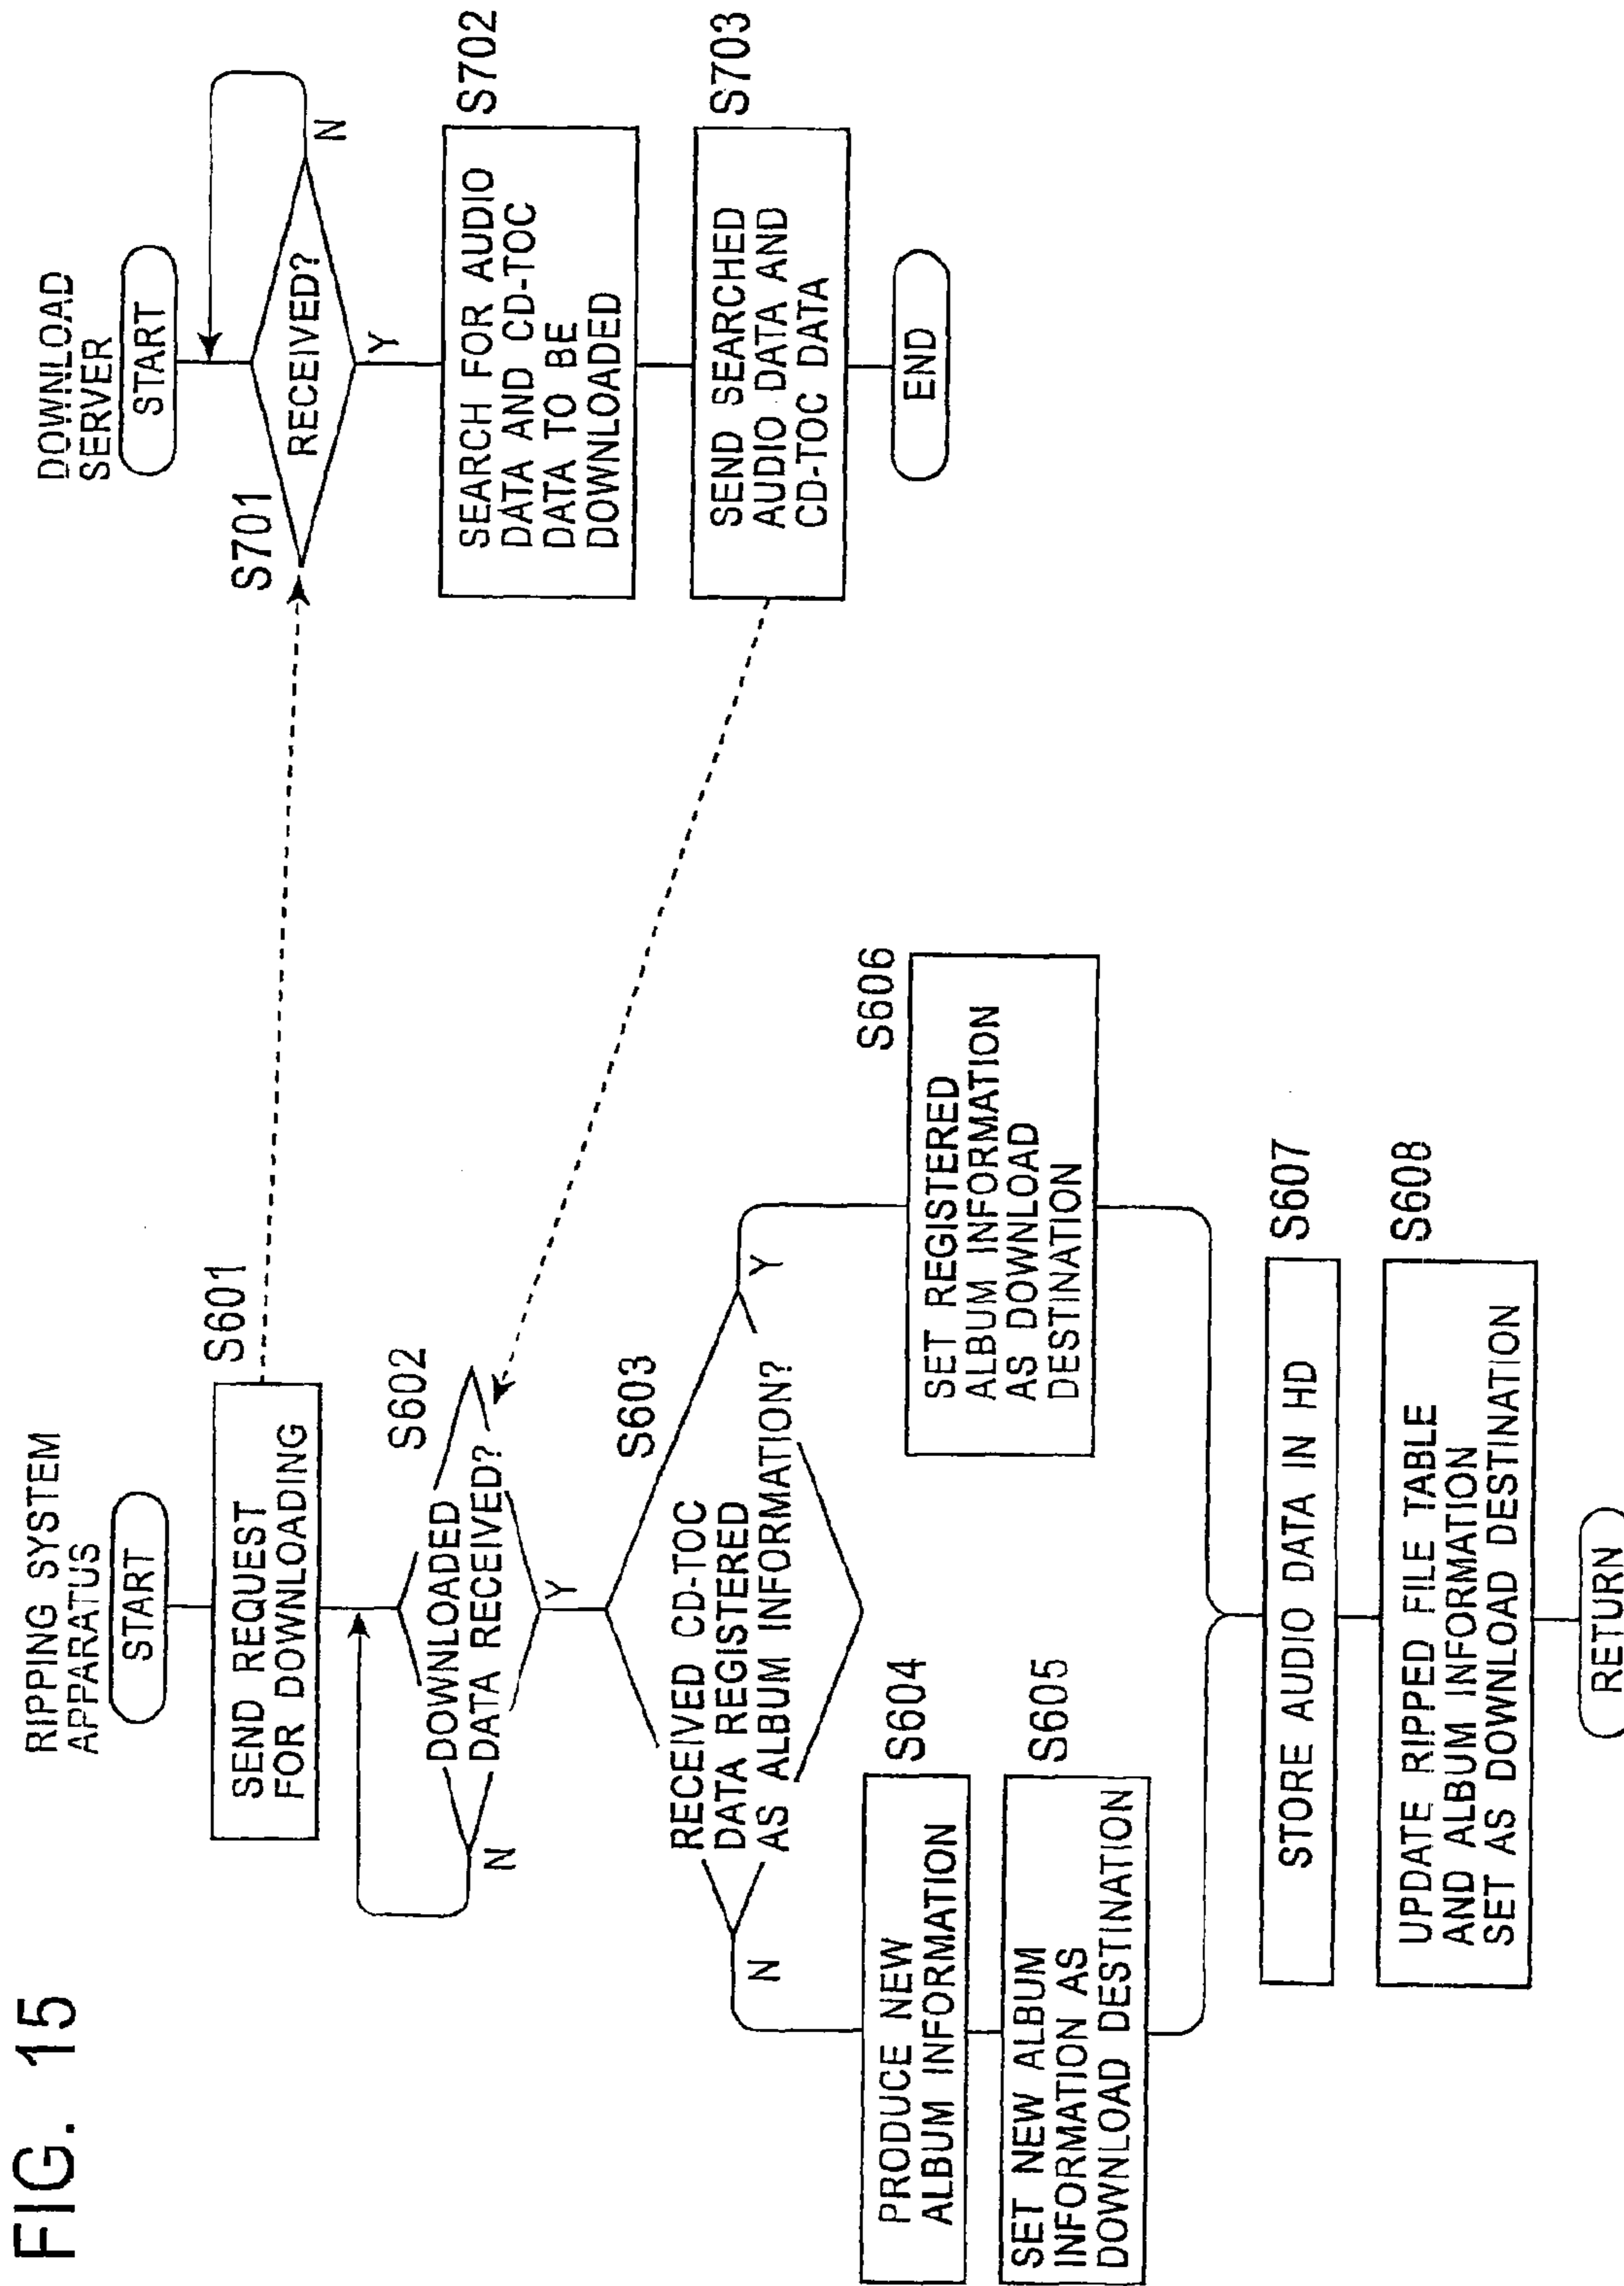 FIG. 15
RIPPING SYSTEM
APPARATUS
START
S601
SEND REQUEST
FOR DOWNLOADING
S602
DOWNLOADED
DATA RECEIVED?
N
Y
S603
RECEIVED CD-TOC
DATA REGISTERED
AS ALBUM INFORMATION?
N
Y
S604
PRODUCE NEW
ALBUM INFORMATION
S605
SET NEW ALBUM
INFORMATION AS
DOWNLOAD DESTINATION
S606
SET REGISTERED
ALBUM INFORMATION
AS DOWNLOAD
DESTINATION
S607
STORE AUDIO DATA IN HD
S608
UPDATE RIPPED FILE TABLE
AND ALBUM INFORMATION
SET AS DOWNLOAD DESTINATION
RETURN
DOWNLOAD
SERVER
START
S701
RECEIVED?
N
Y
S702
SEARCH FOR AUDIO
DATA AND CD-TOC
DATA TO BE
DOWNLOADED
S703
SEND SEARCHED
AUDIO DATA AND
CD-TOC DATA
END